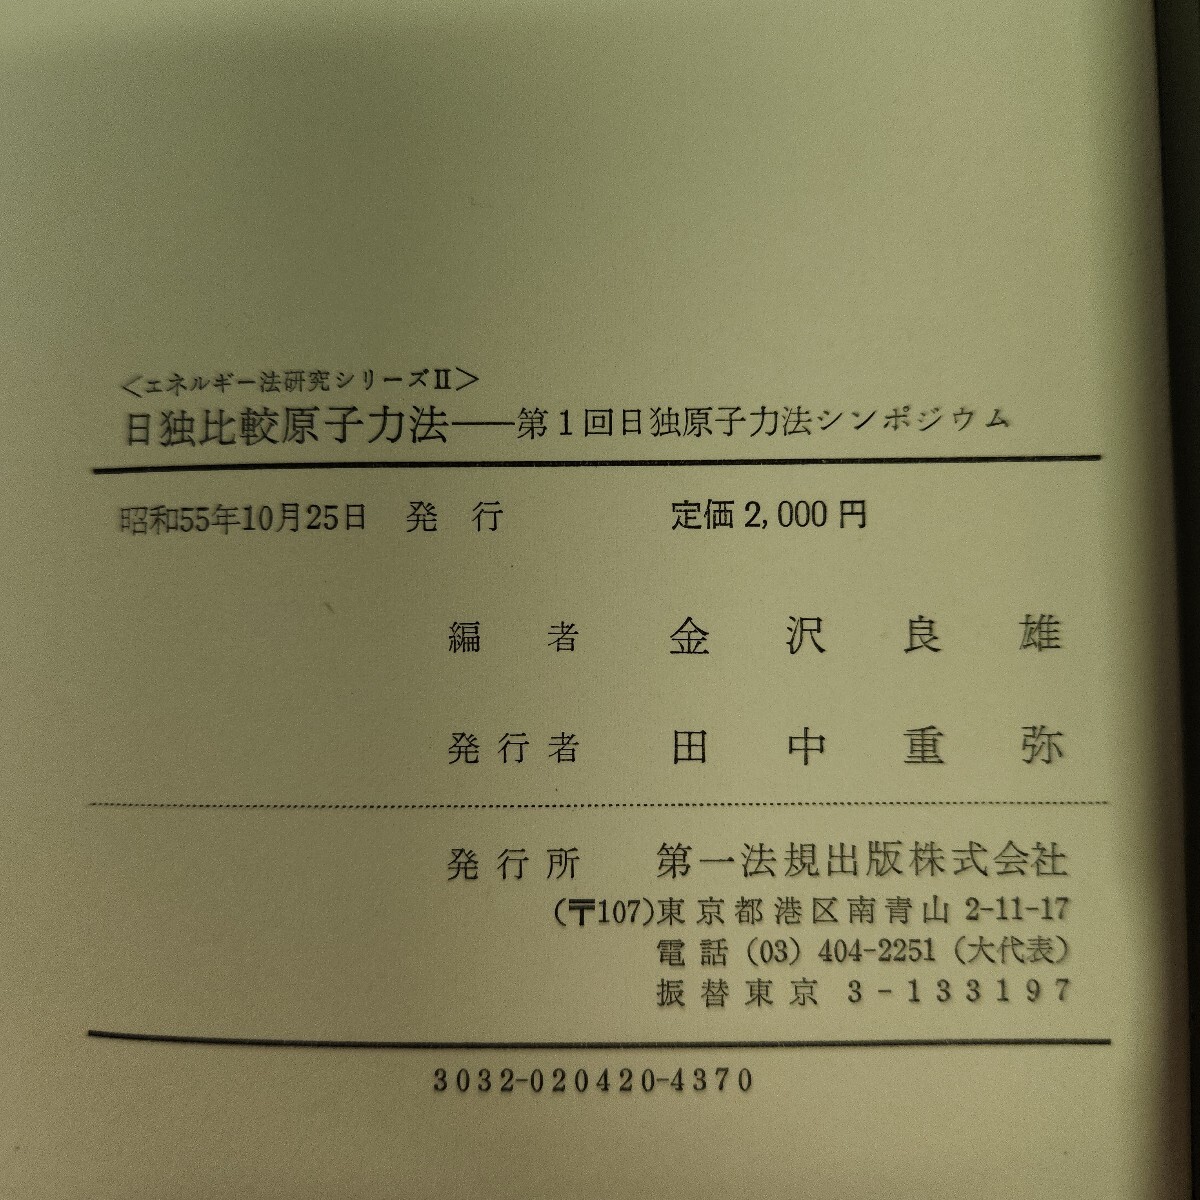 ＜エネルギー法研究シリーズⅡ＞
日独比較原子力法――第1回日独原子力法シンポジウム
昭和55年10月25日 発行 定価2,000円
編者 金沢良雄
発行者 田中重弥
発行所 第一法規出版株式会社
(〒107)東京都港区南青山 2-11-17
電話 (03) 404-2251 (大代表)
振替東京 3-133197
3032-020420-4370